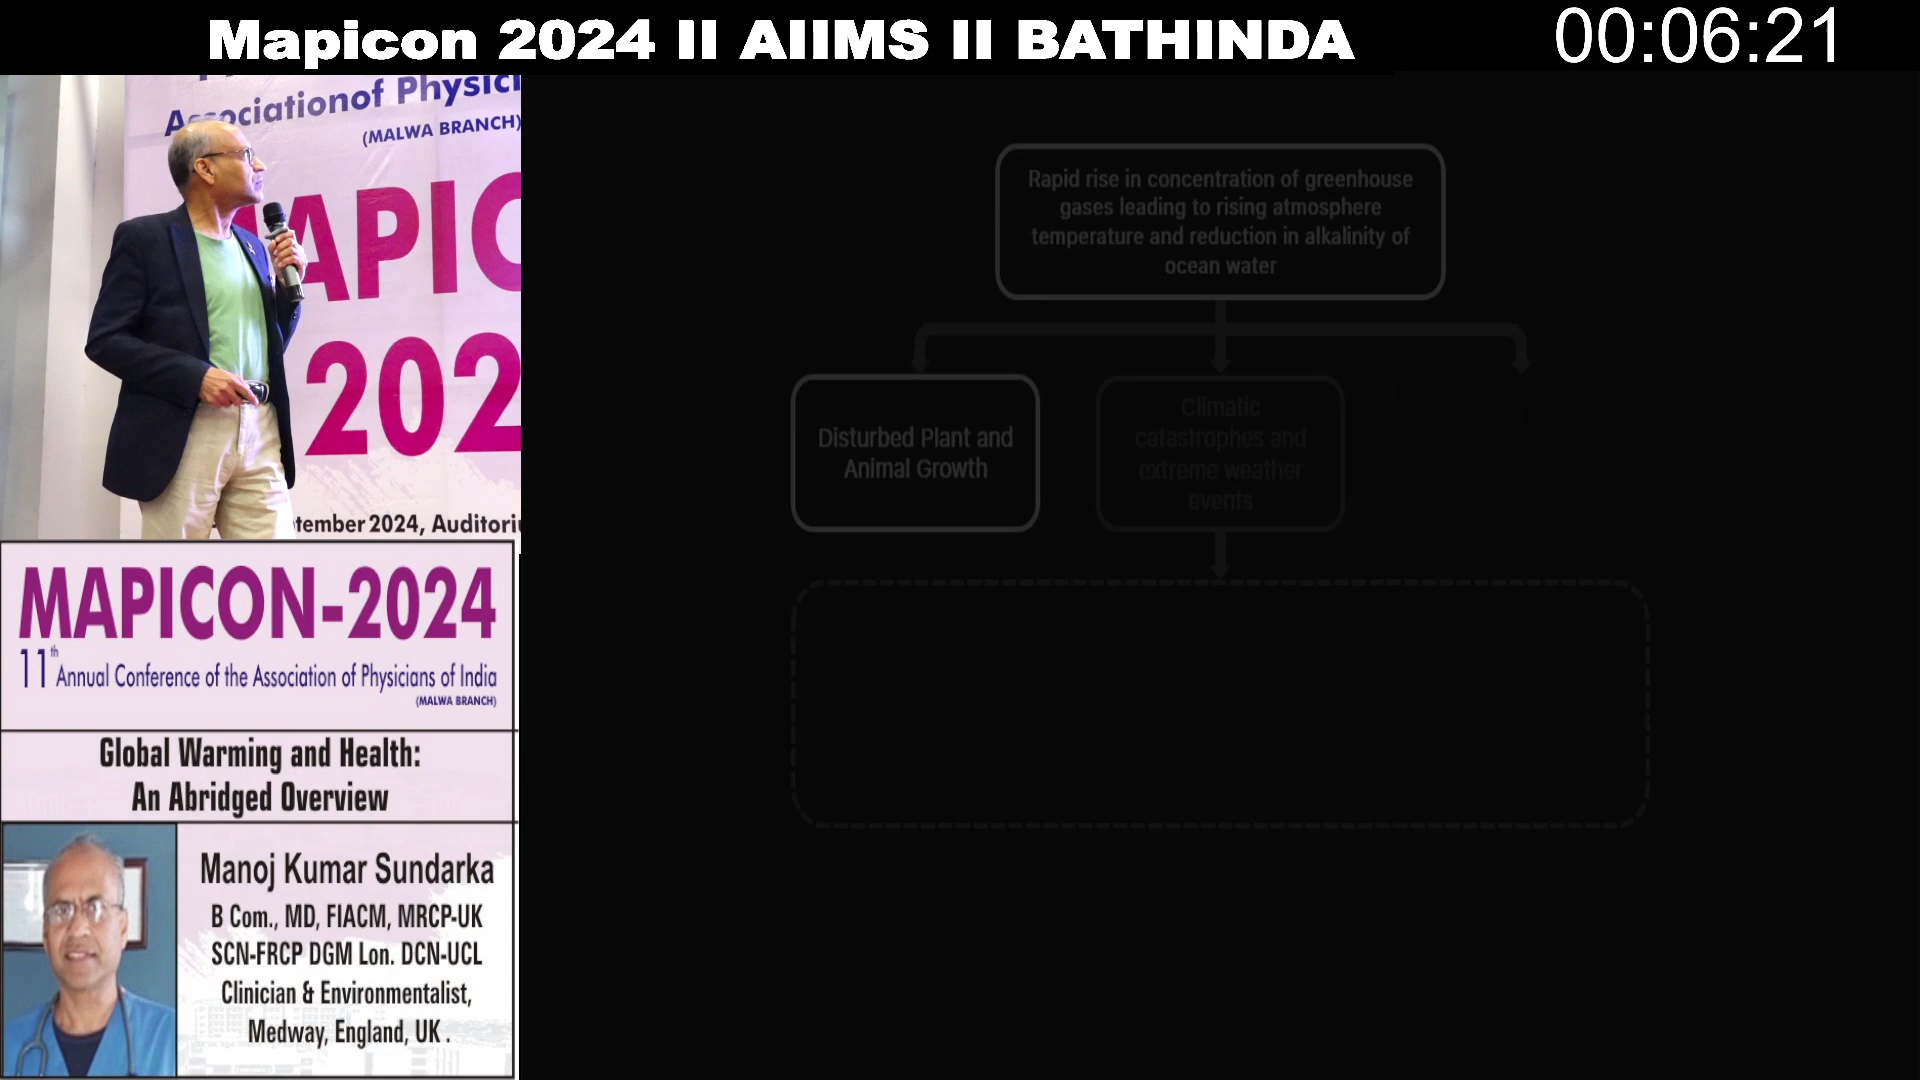 Mapicon 2024 II AIIMS II BATHINDA
00:06:21
Associationof Physici
(MALWA BRANCH)
MAPIC
202
tember 2024, Auditoriu
MAPICON-2024
11th Annual Conference of the Association of Physicians of India
(MALWA BRANCH)
Global Warming and Health:
An Abridged Overview
Manoj Kumar Sundarka
B Com., MD, FIACM, MRCP-UK
SCN-FRCP DGM Lon. DCN-UCL
Clinician & Environmentalist,
Medway, England, UK .
Rapid rise in concentration of greenhouse
gases leading to rising atmosphere
temperature and reduction in alkalinity of
ocean water
Disturbed Plant and
Animal Growth
Climatic
catastrophes and
extreme weather
events